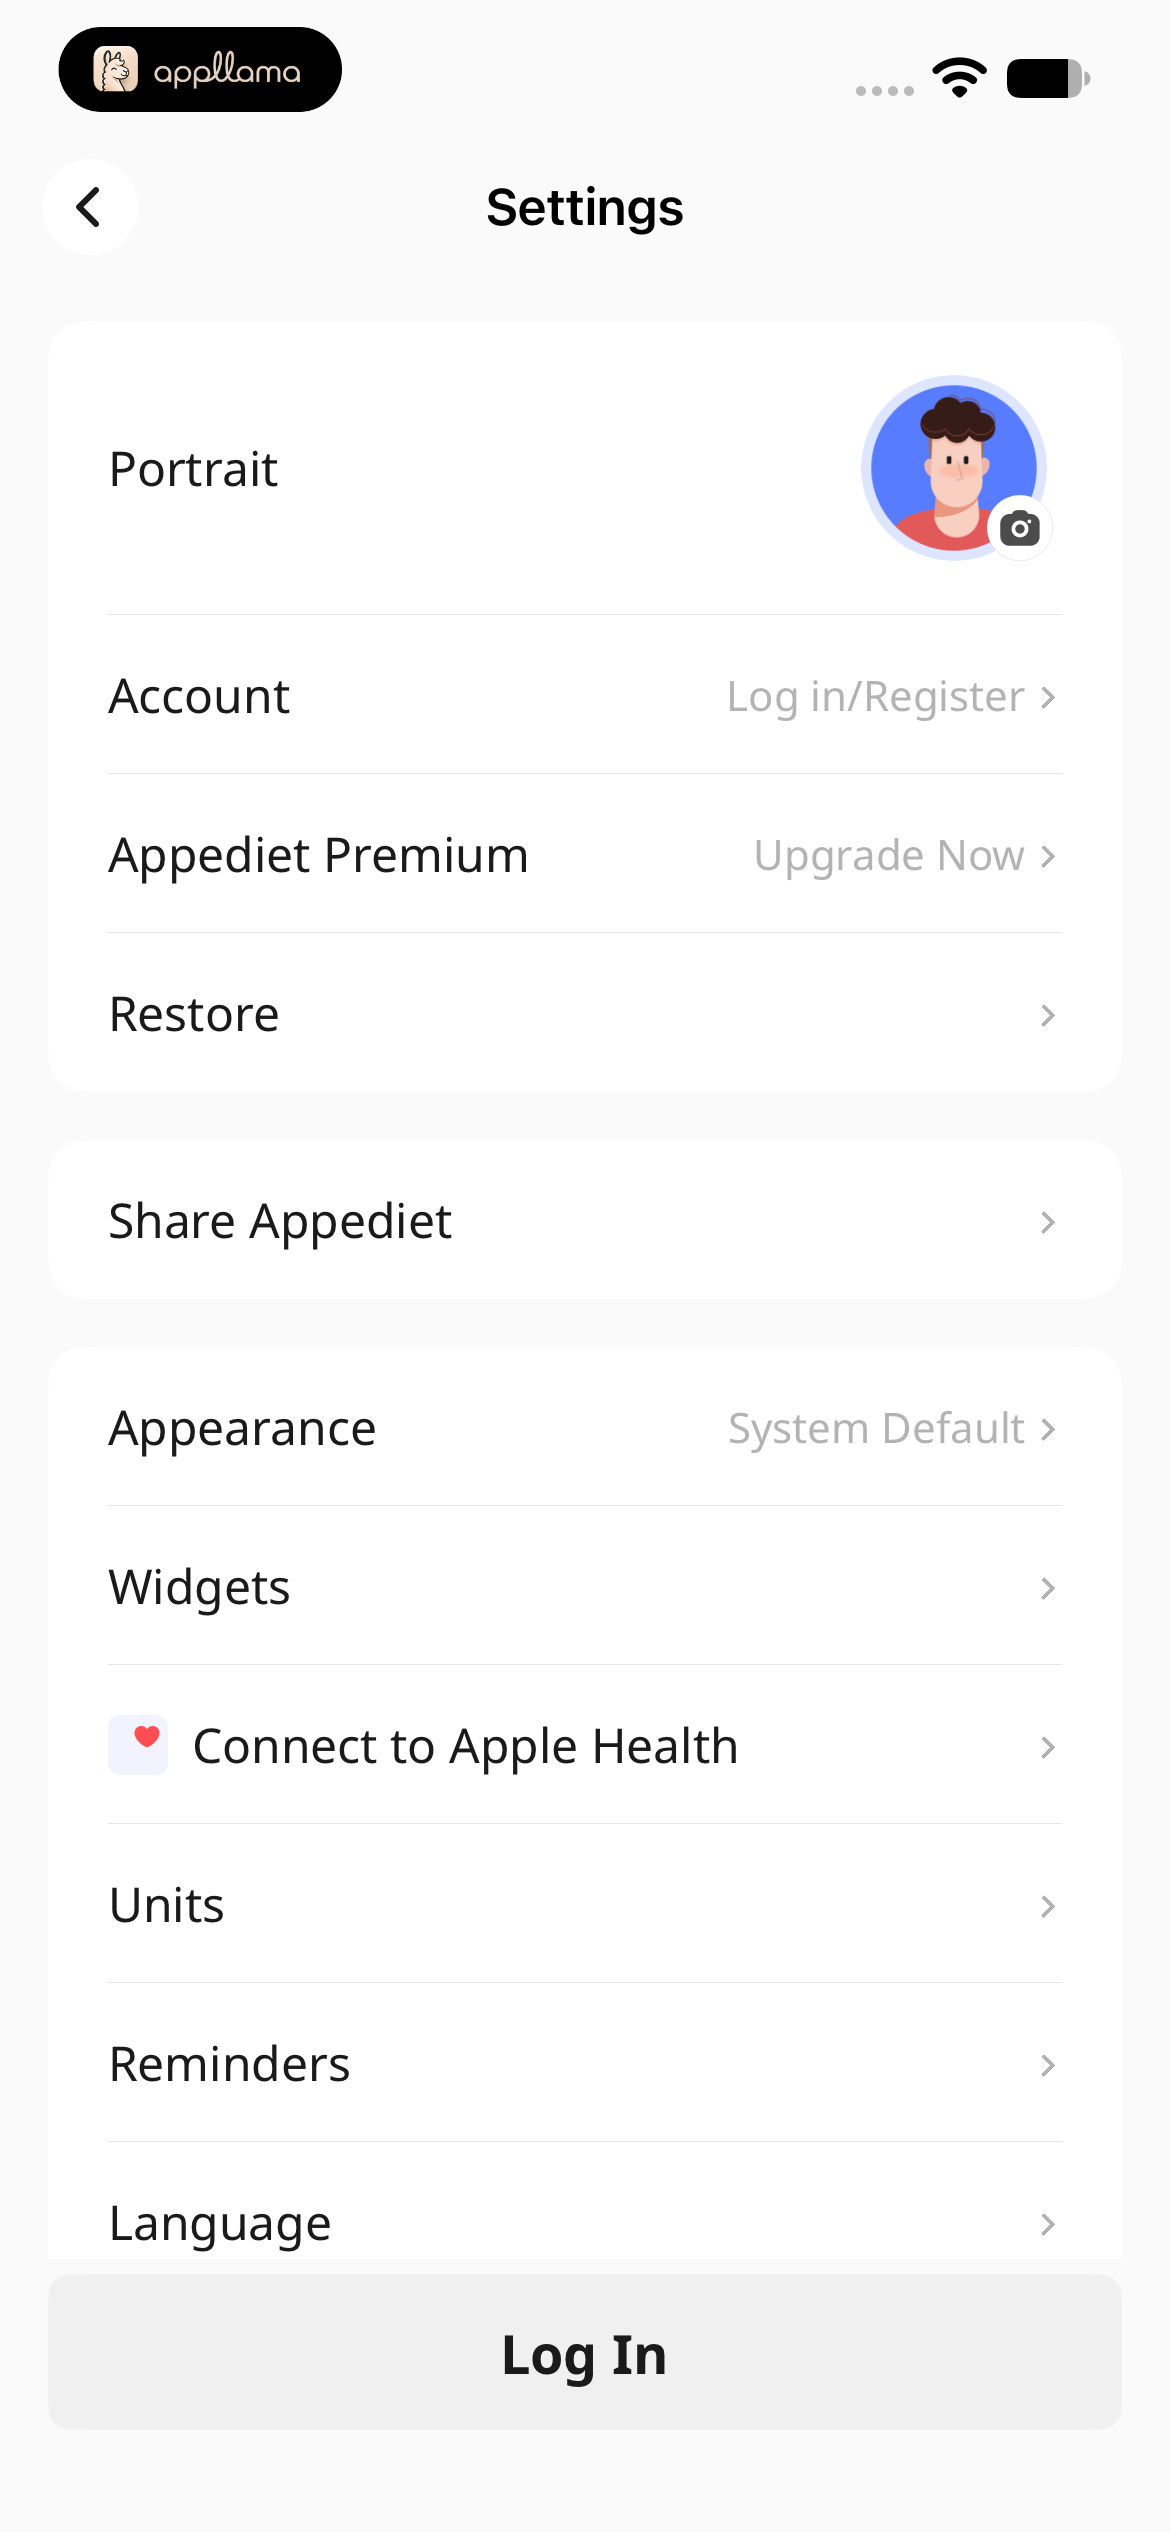 appllama
Settings
Portrait
Account Log in/Register
Appediet Premium Upgrade Now
Restore
Share Appediet
Appearance System Default
Widgets
Connect to Apple Health
Units
Reminders
Language
Log In